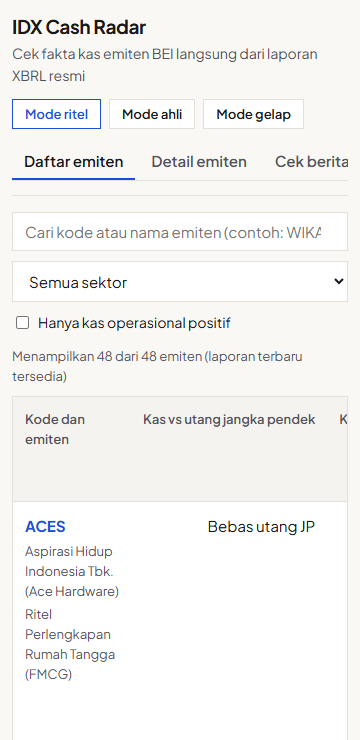 IDX Cash Radar
Cek fakta kas emiten BEI langsung dari laporan
XBRL resmi
Mode ritel
Mode ahli
Mode gelap
Daftar emiten
Detail emiten
Cek berita
Cari kode atau nama emiten (contoh: WIKA
Semua sektor
Hanya kas operasional positif
Menampilkan 48 dari 48 emiten (laporan terbaru
tersedia)
Kode dan
emiten
Kas vs utang jangka pendek
K
ACES
Bebas utang JP
Aspirasi Hidup
Indonesia Tbk.
(Ace Hardware)
Ritel
Perlengkapan
Rumah Tangga
(FMCG)